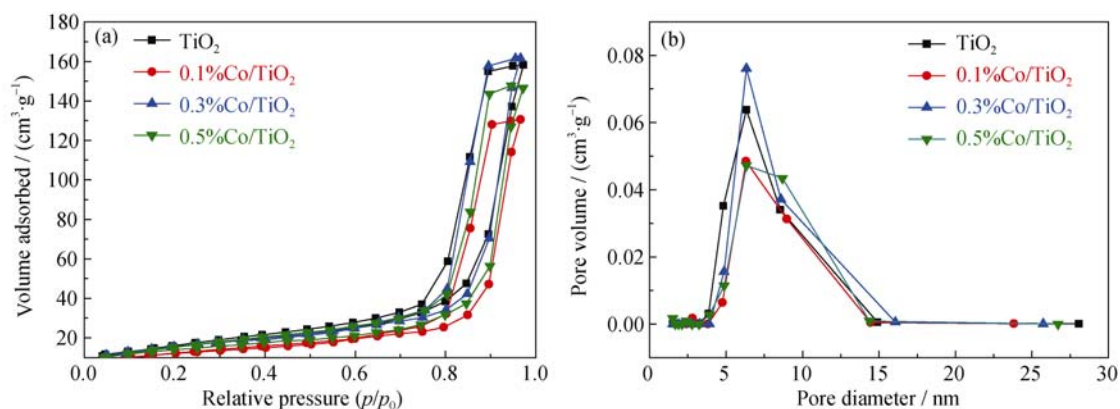 (a)
TiO₂
0.1%Co/TiO₂
0.3%Co/TiO₂
0.5%Co/TiO₂
Volume adsorbed / (cm³·g⁻¹)
180
160
140
120
100
80
60
40
20
0.0 0.2 0.4 0.6 0.8 1.0
Relative pressure (p/p₀)
(b)
TiO₂
0.1%Co/TiO₂
0.3%Co/TiO₂
0.5%Co/TiO₂
Pore volume / (cm³·g⁻¹)
0.08
0.06
0.04
0.02
0.00
0 5 10 15 20 25 30
Pore diameter / nm